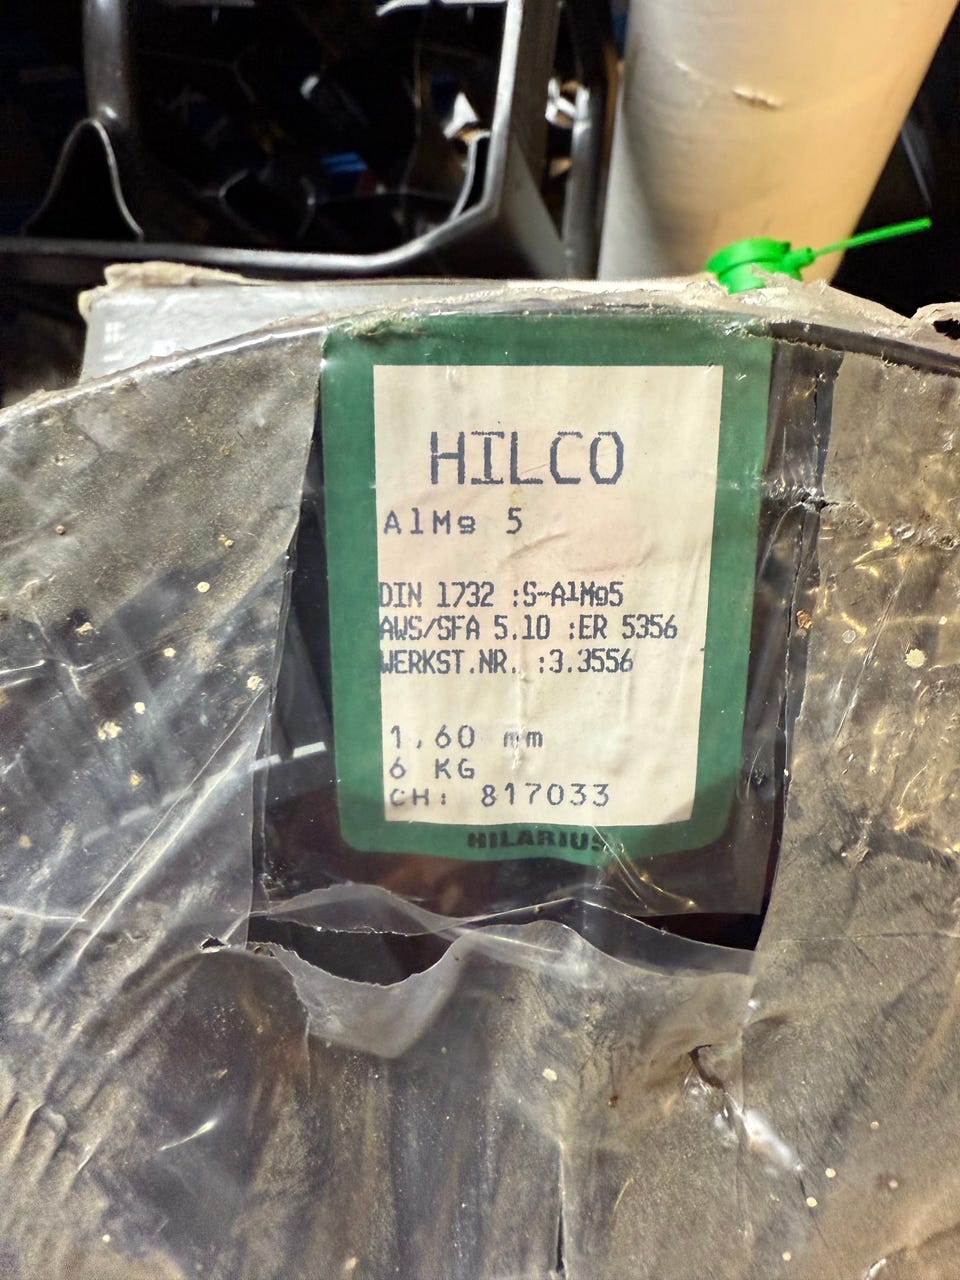 HILCO
AlMg 5
DIN 1732 :S-AlMg5
AWS/SFA 5.10 :ER 5356
WERKST.NR. :3.3556
1,60 mm
6 KG
CH: 817033
HILARIUS